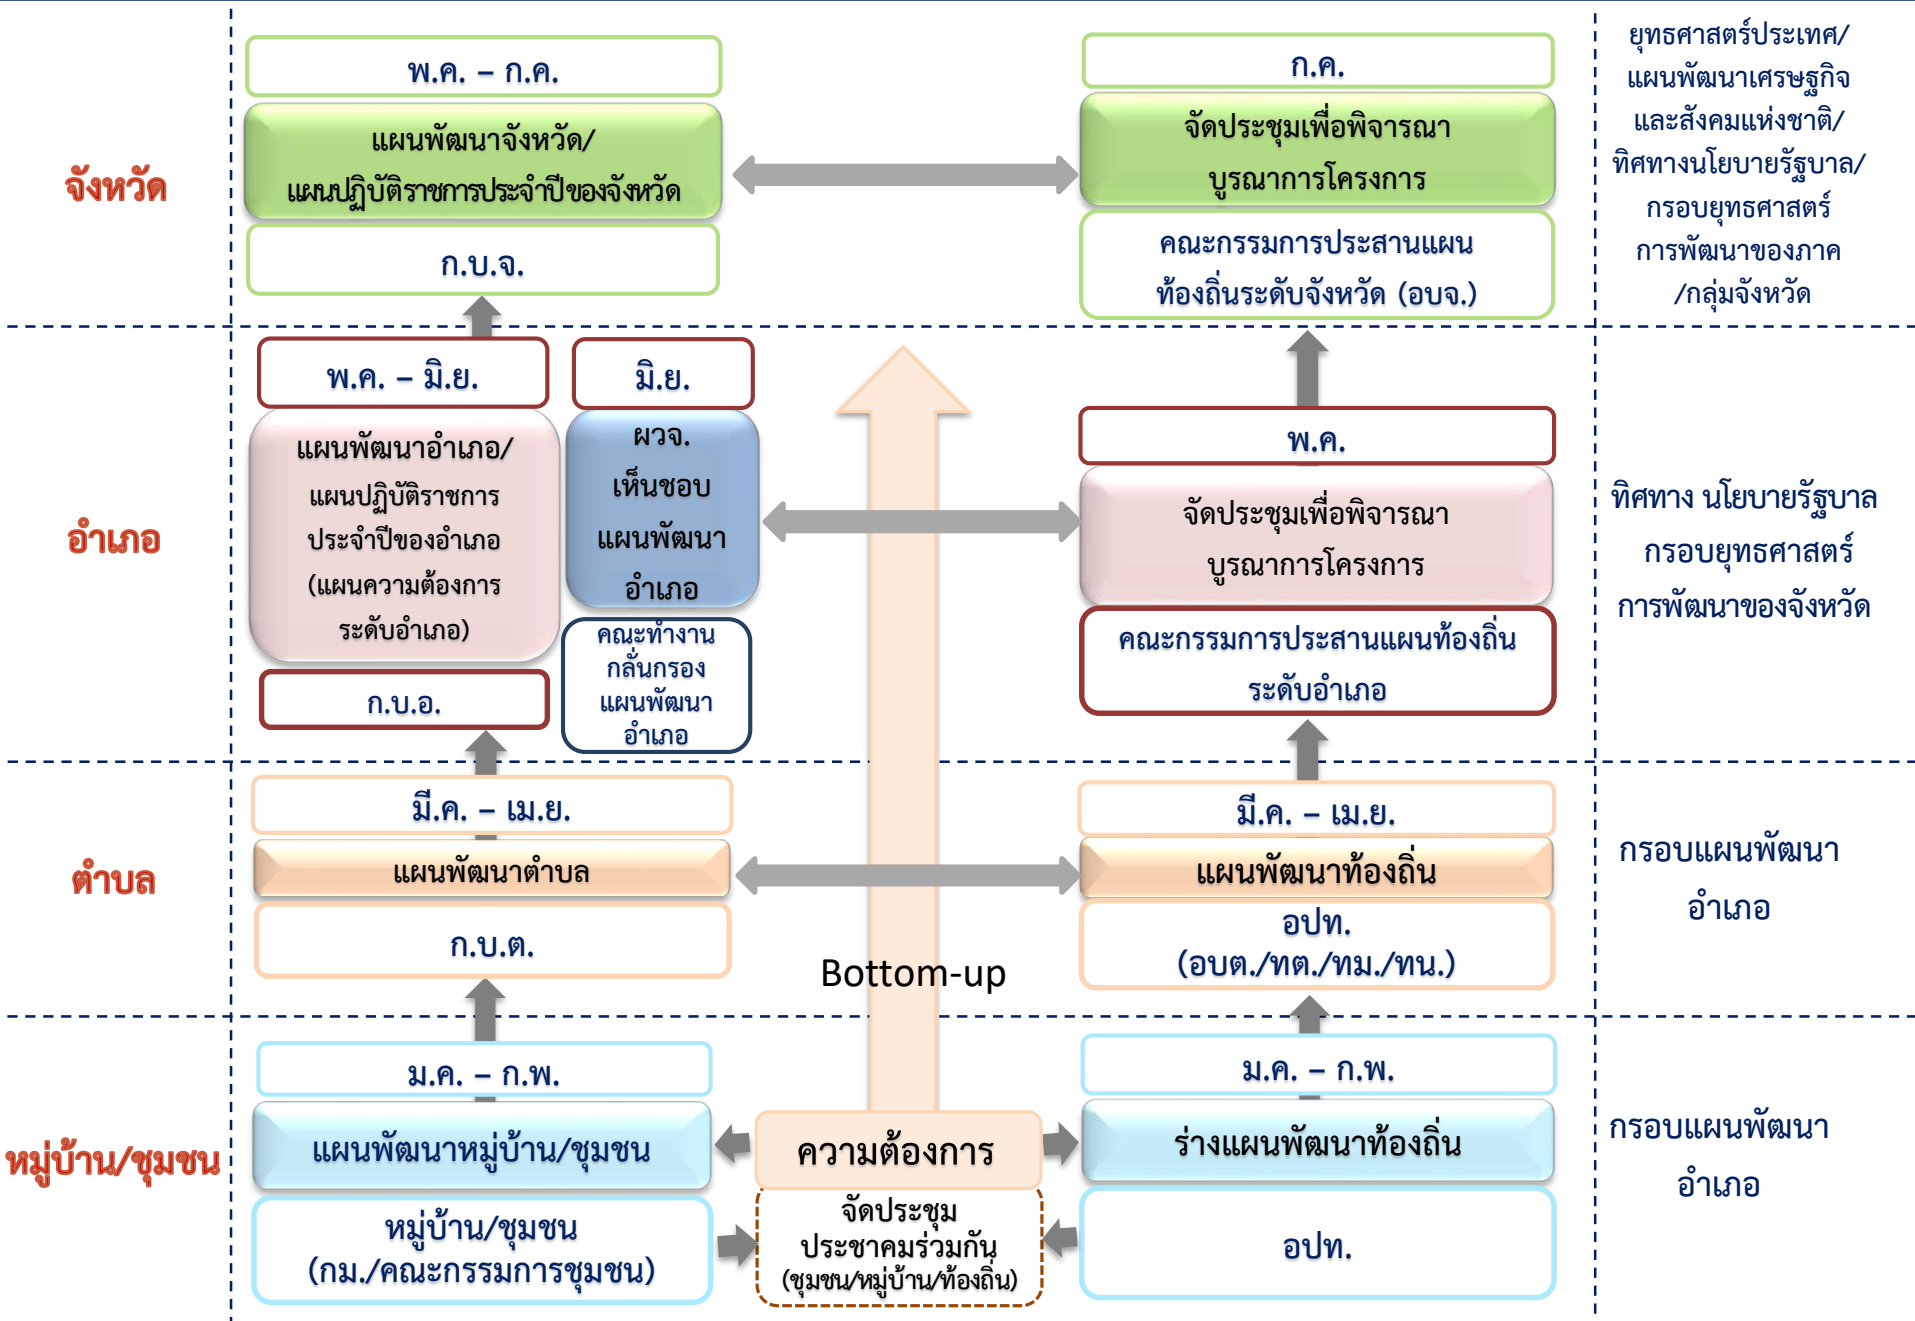 พ.ค. – ก.ค.
แผนพัฒนาจังหวัด/
แผนปฏิบัติราชการประจำปีของจังหวัด
ก.บ.จ.
ก.ค.
จัดประชุมเพื่อพิจารณา
บูรณาการโครงการ
คณะกรรมการประสานแผน
ท้องถิ่นระดับจังหวัด (อบจ.)
จังหวัด
ยุทธศาสตร์ประเทศ/
แผนพัฒนาเศรษฐกิจ
และสังคมแห่งชาติ/
ทิศทางนโยบายรัฐบาล/
กรอบยุทธศาสตร์
การพัฒนาของภาค
/กลุ่มจังหวัด
อำเภอ
พ.ค. – มิ.ย.
แผนพัฒนาอำเภอ/
แผนปฏิบัติราชการ
ประจำปีของอำเภอ
(แผนความต้องการ
ระดับอำเภอ)
ก.บ.อ.
มิ.ย.
ผวจ.
เห็นชอบ
แผนพัฒนา
อำเภอ
คณะทำงาน
กลั่นกรอง
แผนพัฒนา
อำเภอ
พ.ค.
จัดประชุมเพื่อพิจารณา
บูรณาการโครงการ
คณะกรรมการประสานแผนท้องถิ่น
ระดับอำเภอ
ทิศทาง นโยบายรัฐบาล
กรอบยุทธศาสตร์
การพัฒนาของจังหวัด
ตำบล
มี.ค. – เม.ย.
แผนพัฒนาตำบล
ก.บ.ต.
Bottom-up
มี.ค. – เม.ย.
แผนพัฒนาท้องถิ่น
อปท.
(อบต./ทต./ทม./ทน.)
กรอบแผนพัฒนา
อำเภอ
หมู่บ้าน/ชุมชน
ม.ค. – ก.พ.
แผนพัฒนาหมู่บ้าน/ชุมชน
หมู่บ้าน/ชุมชน
(กม./คณะกรรมการชุมชน)
ความต้องการ
จัดประชุม
ประชาคมร่วมกัน
(ชุมชน/หมู่บ้าน/ท้องถิ่น)
ม.ค. – ก.พ.
ร่างแผนพัฒนาท้องถิ่น
อปท.
กรอบแผนพัฒนา
อำเภอ